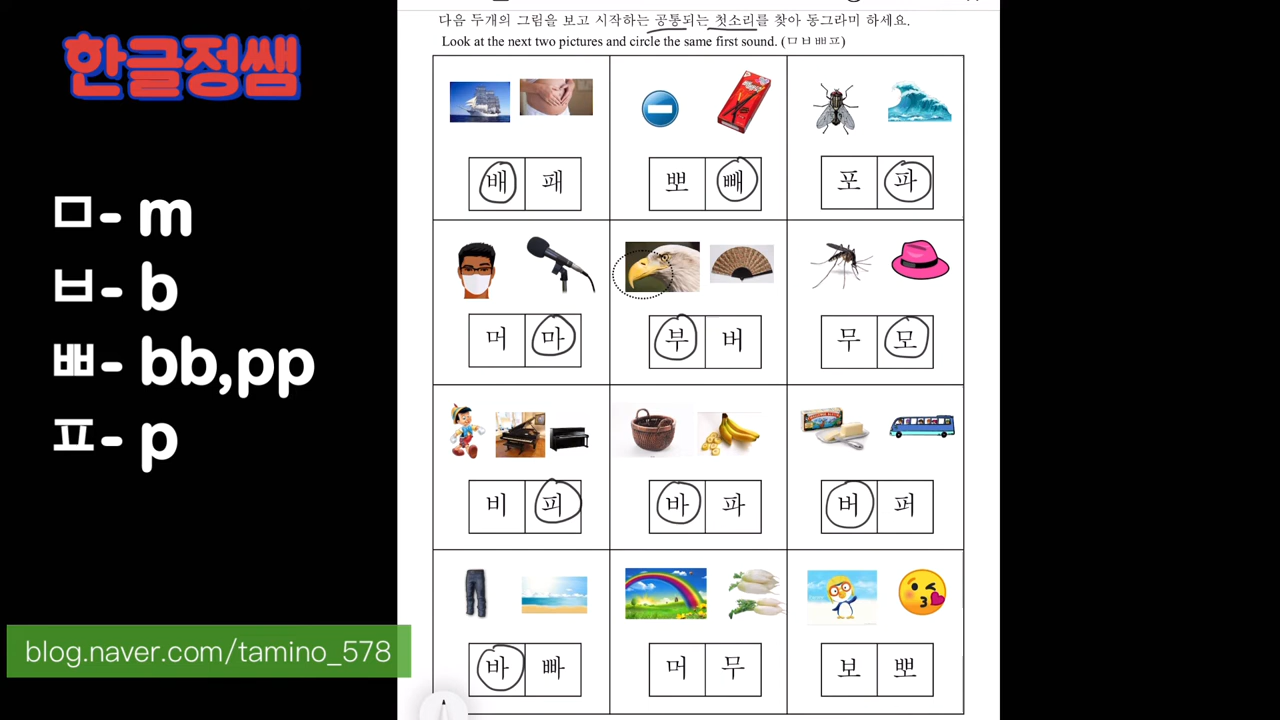 한글정쌤
ㅁ- m
ㅂ- b
ㅃ- bb,pp
ㅍ- p
blog.naver.com/tamino_578
다음 두개의 그림을 보고 시작하는 공통되는 첫소리를 찾아 동그라미 하세요.
Look at the next two pictures and circle the same first sound. (ㅁㅂㅃㅍ)
배 패
뽀 빼
포 파
머 마
부 버
무 모
비 피
바 파
버 퍼
바 빠
머 무
보 뽀